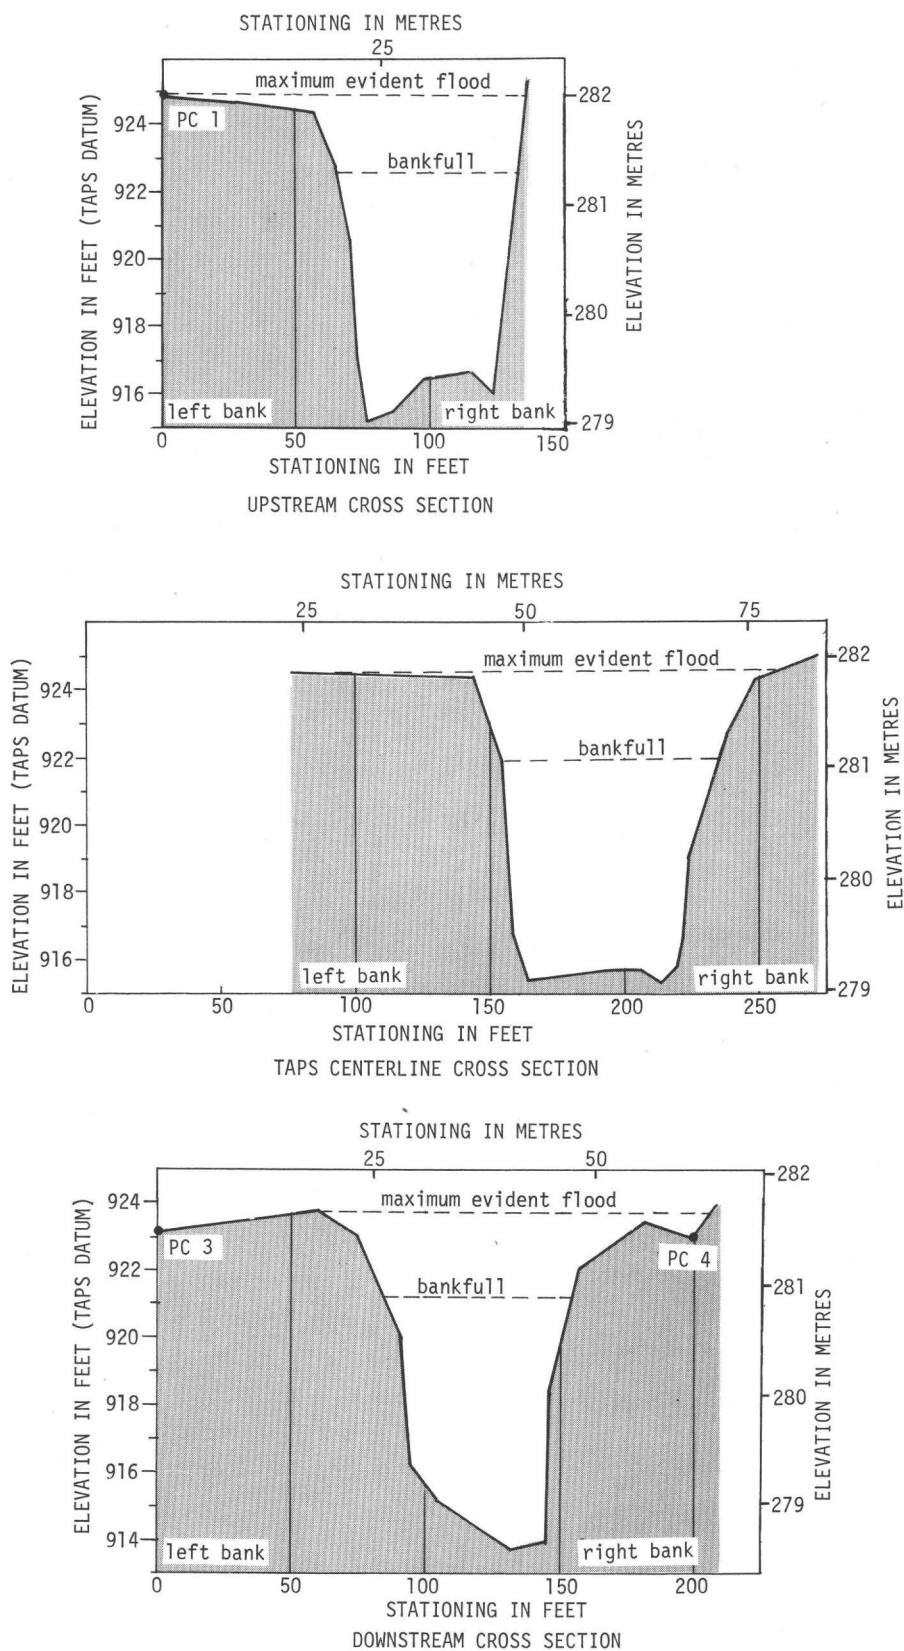 STATIONING IN METRES
25
maximum evident flood
PC 1
bankfull
924
922
920
918
916
282
281
280
279
ELEVATION IN FEET (TAPS DATUM)
ELEVATION IN METRES
left bank
right bank
0 50 100 150
STATIONING IN FEET
UPSTREAM CROSS SECTION
STATIONING IN METRES
25 50 75
maximum evident flood
bankfull
924
922
920
918
916
282
281
280
279
ELEVATION IN FEET (TAPS DATUM)
ELEVATION IN METRES
left bank
right bank
0 50 100 150 200 250
STATIONING IN FEET
TAPS CENTERLINE CROSS SECTION
STATIONING IN METRES
25 50
maximum evident flood
PC 3
PC 4
bankfull
924
922
920
918
916
914
282
281
280
279
ELEVATION IN FEET (TAPS DATUM)
ELEVATION IN METRES
left bank
right bank
0 50 100 150 200
STATIONING IN FEET
DOWNSTREAM CROSS SECTION